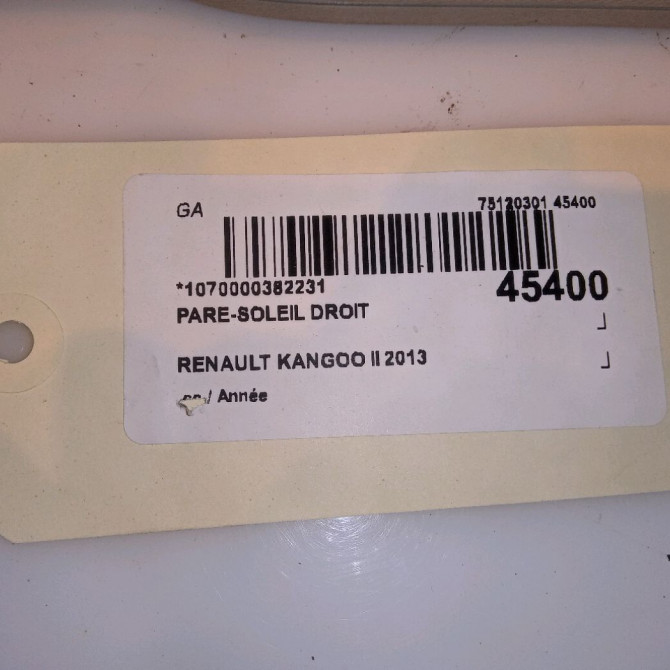 GA 75120301 45400
*1070000382231 45400
PARE-SOLEIL DROIT
RENAULT KANGOO II 2013
/ Année